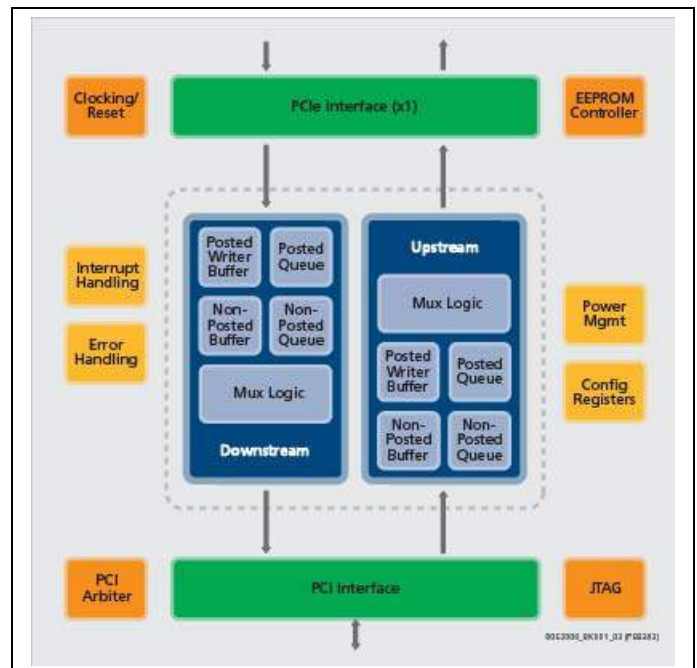 Clocking/
Reset
PCIe Interface (x1)
EEPROM
Controller
Interrupt
Handling
Error
Handling
Posted
Writer
Buffer
Posted
Queue
Non-
Posted
Buffer
Non-
Posted
Queue
Mux Logic
Downstream
Upstream
Mux Logic
Posted
Writer
Buffer
Posted
Queue
Non-
Posted
Buffer
Non-
Posted
Queue
Power
Mgmt
Config
Registers
PCI
Arbiter
PCI Interface
JTAG